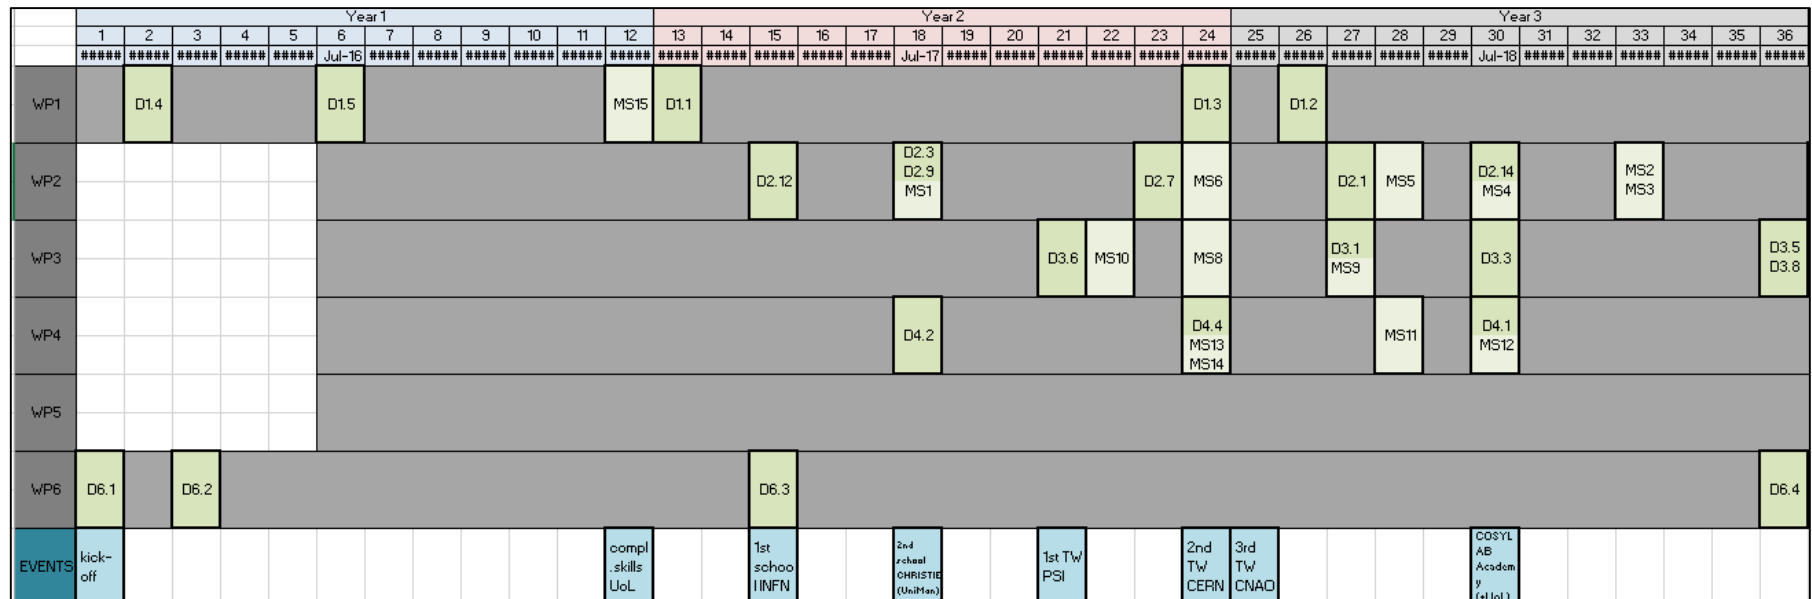 Year 1 Year 2 Year 3
1 2 3 4 5 6 7 8 9 10 11 12 13 14 15 16 17 18 19 20 21 22 23 24 25 26 27 28 29 30 31 32 33 34 35 36
##### ##### ##### ##### ##### Jul-16 ##### ##### ##### ##### ##### ##### ##### ##### ##### ##### ##### Jul-17 ##### ##### ##### ##### ##### ##### ##### ##### ##### ##### ##### Jul-18 ##### ##### ##### ##### ##### #####
WP1 D1.4 D1.5 MS15 D1.1 D1.3 D1.2
WP2 D2.12
D2.3
D2.9
MS1
D2.7 MS6 D2.1 MS5
D2.14
MS4
MS2
MS3
WP3 D3.6 MS10 MS8
D3.1
MS9
D3.3
D3.5
D3.8
WP4 D4.2
D4.4
MS13
MS14
MS11
D4.1
MS12
WP5
WP6 D6.1 D6.2 D6.3 D6.4
EVENTS
kick-
off
compl
.skills
UoL
1st
schoo
l INFN
2nd
school
CHRISTIE
(UniMan)
1st TW
PSI
2nd
TW
CERN
3rd
TW
CNAO
COSYL
AB
Academ
y
(+UoL)